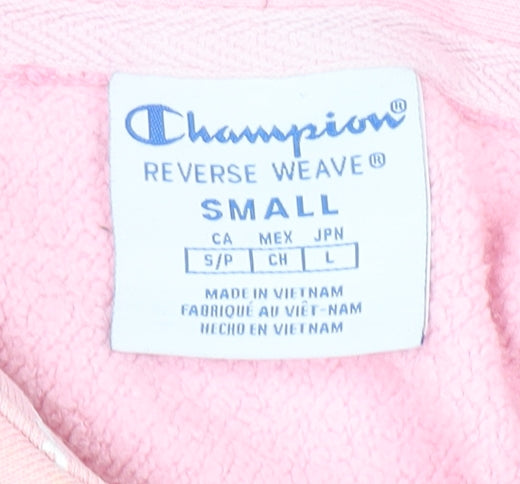 Champion®
REVERSE WEAVE®
SMALL
CA MEX JPN
S/P CH L
MADE IN VIETNAM
FABRIQUÉ AU VIÊT-NAM
HECHO EN VIETNAM